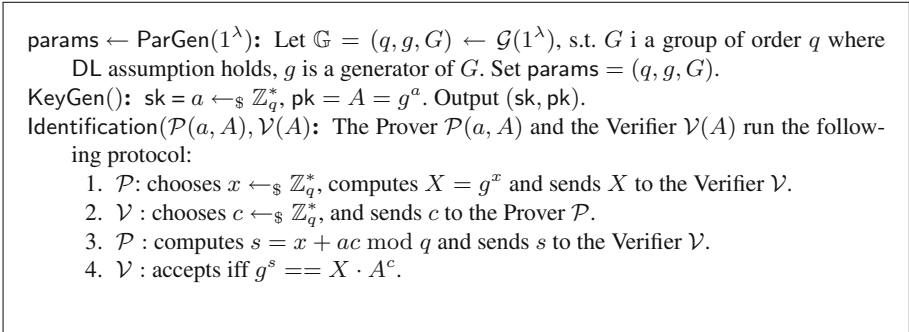 params ← ParGen(1^λ): Let 𝔾 = (q, g, G) ← 𝒢(1^λ), s.t. G i a group of order q where
DL assumption holds, g is a generator of G. Set params = (q, g, G).
KeyGen(): sk = a ←$ ℤ_q^*, pk = A = g^a. Output (sk, pk).
Identification(𝒫(a, A), 𝒱(A): The Prover 𝒫(a, A) and the Verifier 𝒱(A) run the follow-
ing protocol:
1. 𝒫: chooses x ←$ ℤ_q^*, computes X = g^x and sends X to the Verifier 𝒱.
2. 𝒱 : chooses c ←$ ℤ_q^*, and sends c to the Prover 𝒫.
3. 𝒫 : computes s = x + ac mod q and sends s to the Verifier 𝒱.
4. 𝒱 : accepts iff g^s == X · A^c.